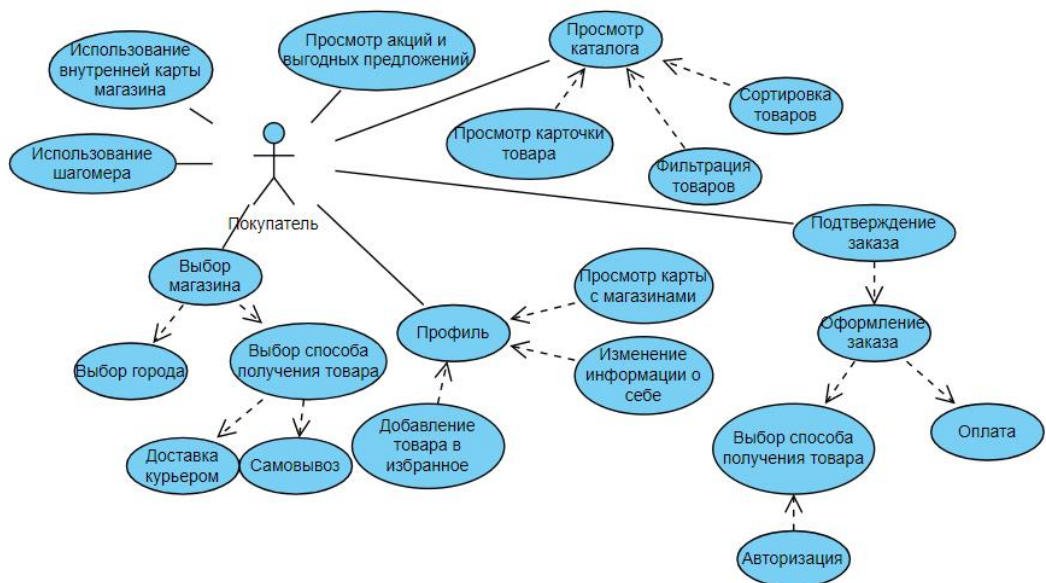 Использование
внутренней карты
магазина
Просмотр акций и
выгодных предложений
Просмотр
каталога
Сортировка
товаров
Просмотр карточки
товара
Использование
шагомера
Фильтрация
товаров
Покупатель
Подтверждение
заказа
Выбор
магазина
Просмотр карты
с магазинами
Профиль
Оформление
заказа
Выбор города
Выбор способа
получения товара
Изменение
информации о
себе
Добавление
товара в
избранное
Выбор способа
получения товара
Оплата
Доставка
курьером
Самовывоз
Авторизация